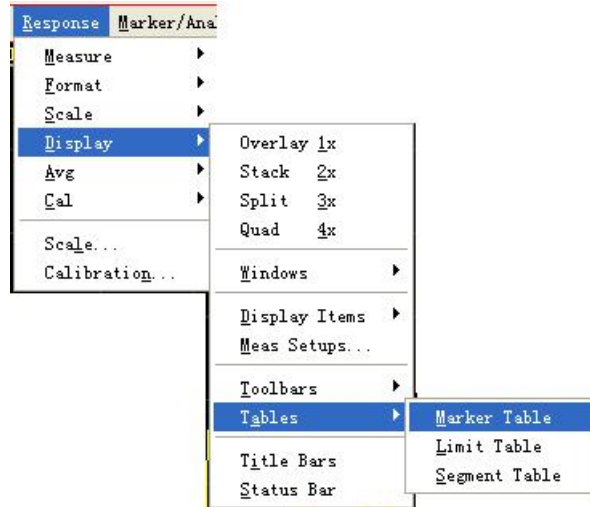 Response Marker/Ana
Measure
Format
Scale
Display
Avg
Cal
Scale...
Calibration...
Overlay 1x
Stack 2x
Split 3x
Quad 4x
Windows
Display Items
Meas Setups...
Toolbars
Tables
Title Bars
Status Bar
Marker Table
Limit Table
Segment Table